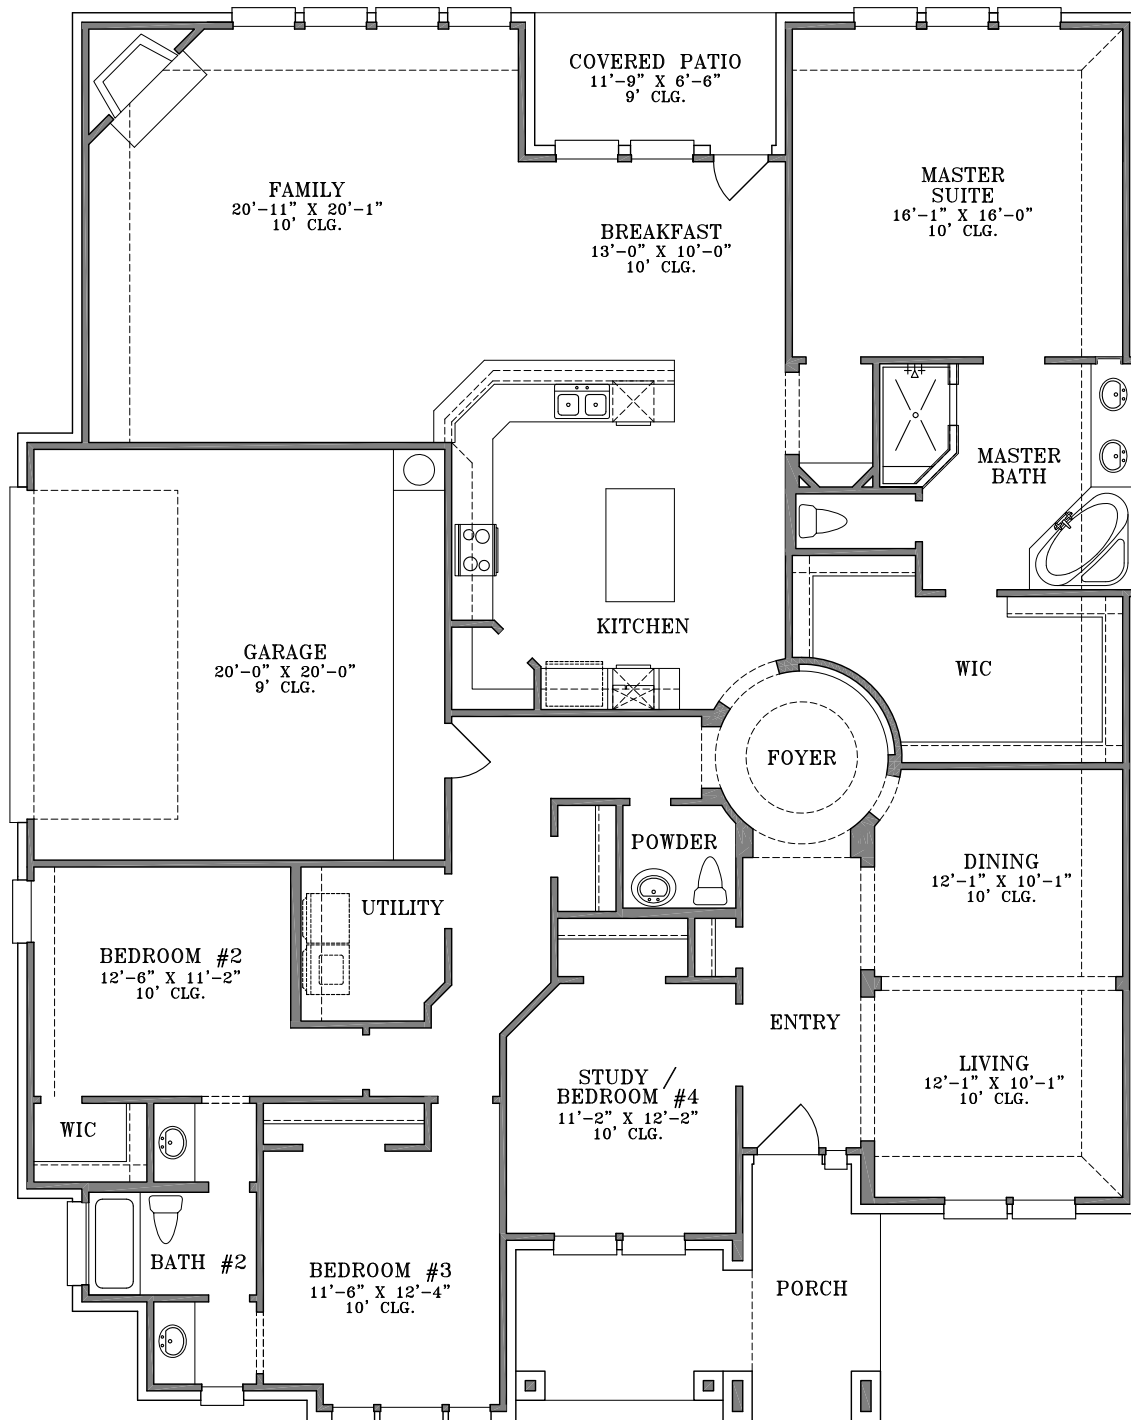 COVERED PATIO
11'-9" X 6'-6"
9' CLG.
FAMILY
20'-11" X 20'-1"
10' CLG.
BREAKFAST
13'-0" X 10'-0"
10' CLG.
MASTER
SUITE
16'-1" X 16'-0"
10' CLG.
MASTER
BATH
KITCHEN
GARAGE
20'-0" X 20'-0"
9' CLG.
WIC
FOYER
POWDER
DINING
12'-1" X 10'-1"
10' CLG.
UTILITY
BEDROOM #2
12'-6" X 11'-2"
10' CLG.
ENTRY
LIVING
12'-1" X 10'-1"
10' CLG.
STUDY /
BEDROOM #4
11'-2" X 12'-2"
10' CLG.
WIC
BATH #2
BEDROOM #3
11'-6" X 12'-4"
10' CLG.
PORCH